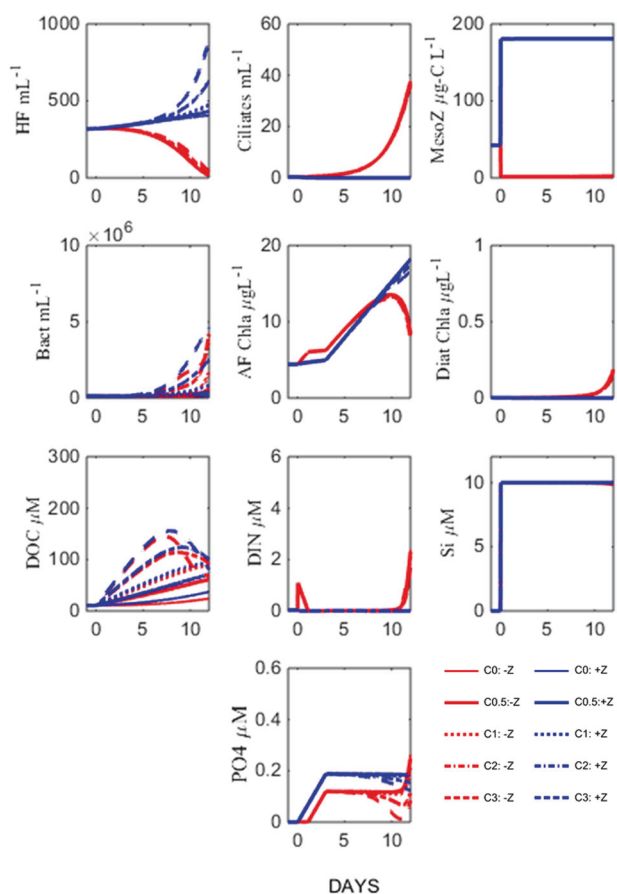 HF mL⁻¹
1000
500
0
0 5 10
Ciliates mL⁻¹
60
40
20
0
0 5 10
MesoZ μg-C L⁻¹
200
100
0
0 5 10
Bact mL⁻¹
× 10⁶
10
5
0
0 5 10
AF Chla μgL⁻¹
20
10
0
0 5 10
Diat Chla μgL⁻¹
1
0.5
0
0 5 10
DOC μM
300
200
100
0
0 5 10
DIN μM
6
4
2
0
0 5 10
Si μM
15
10
5
0
0 5 10
PO4 μM
0.6
0.4
0.2
0
0 5 10
C0: -Z C0: +Z
C0.5:-Z C0.5:+Z
C1: -Z C1: +Z
C2: -Z C2: +Z
C3: -Z C3: +Z
DAYS